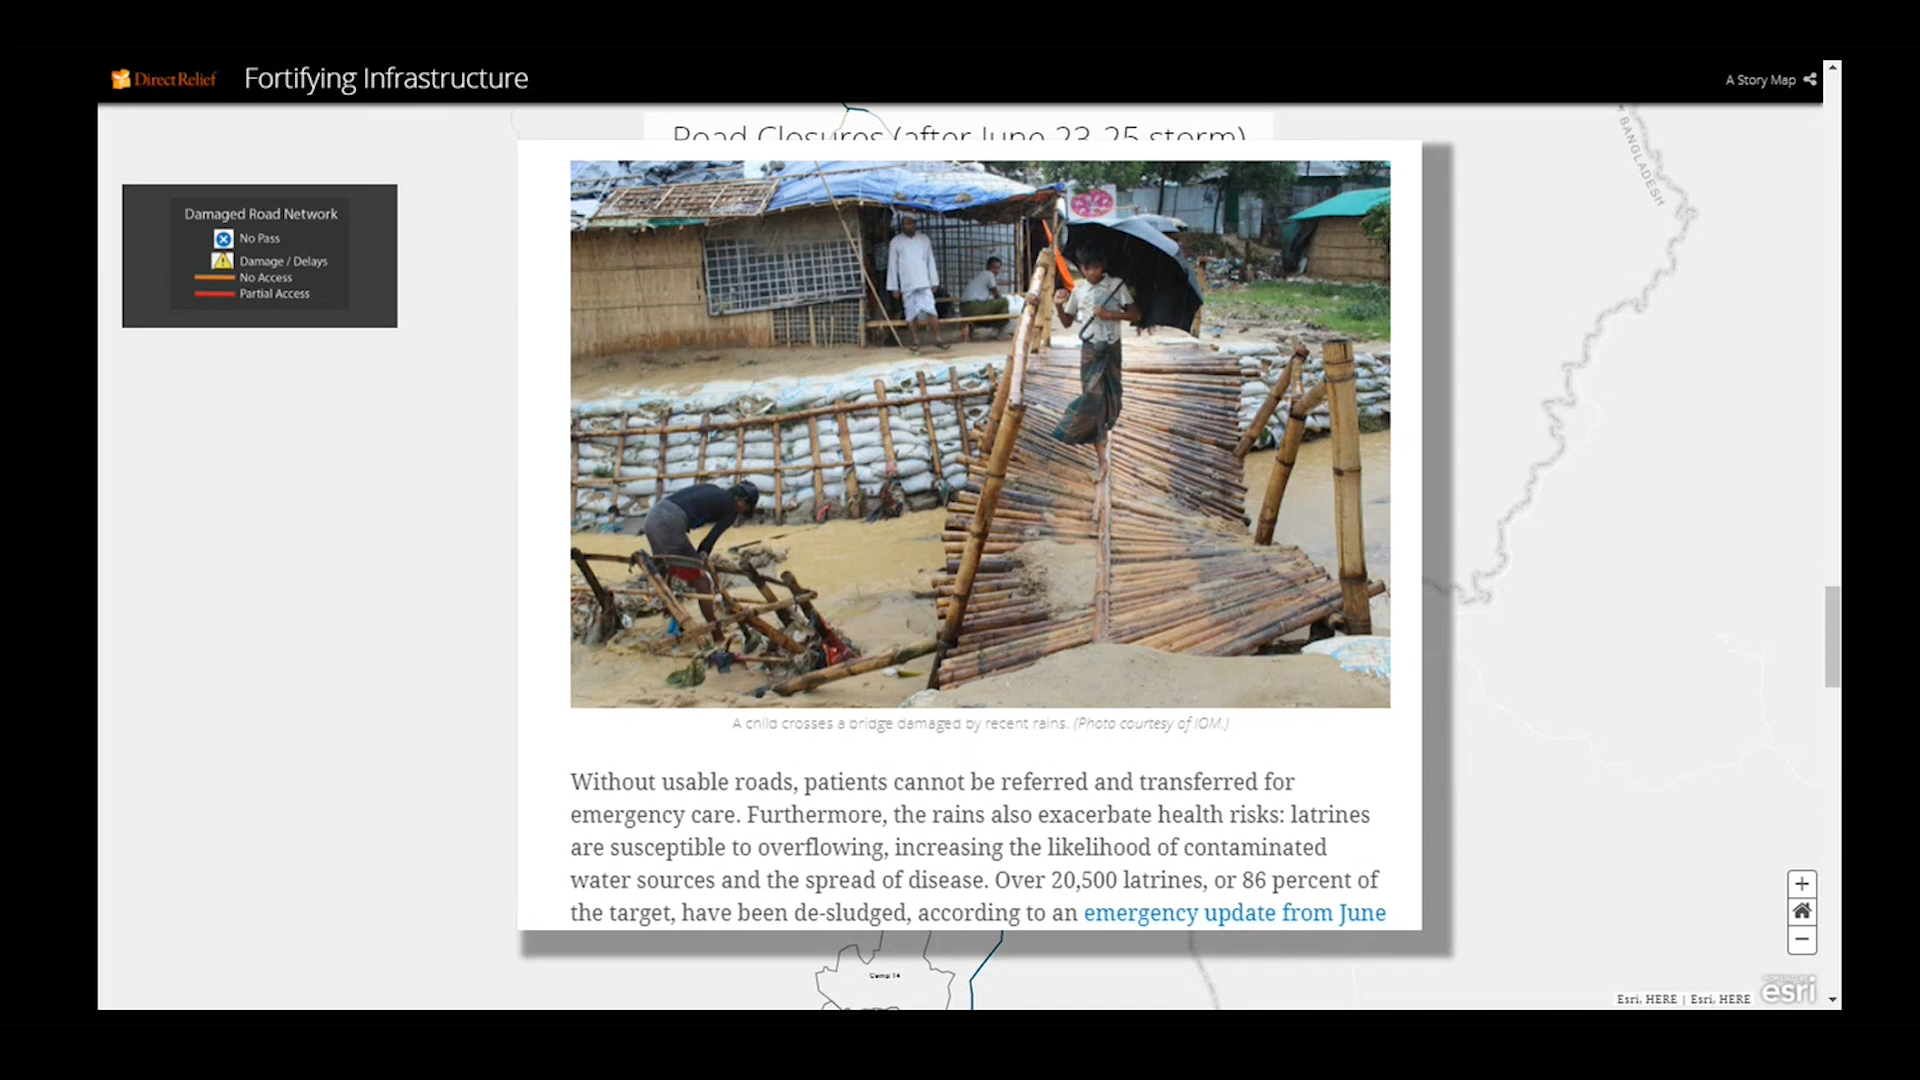 DirectRelief
Fortifying Infrastructure
A Story Map
Road Closures (after June 23-25 storm)
BANGLADESH
Damaged Road Network
No Pass
Damage / Delays
No Access
Partial Access
A child crosses a bridge damaged by recent rains. (Photo courtesy of IOM.)
Without usable roads, patients cannot be referred and transferred for
emergency care. Furthermore, the rains also exacerbate health risks: latrines
are susceptible to overflowing, increasing the likelihood of contaminated
water sources and the spread of disease. Over 20,500 latrines, or 86 percent of
the target, have been de-sludged, according to an emergency update from June
Camp 14
POWERED BY
esri
Esri, HERE | Esri, HERE